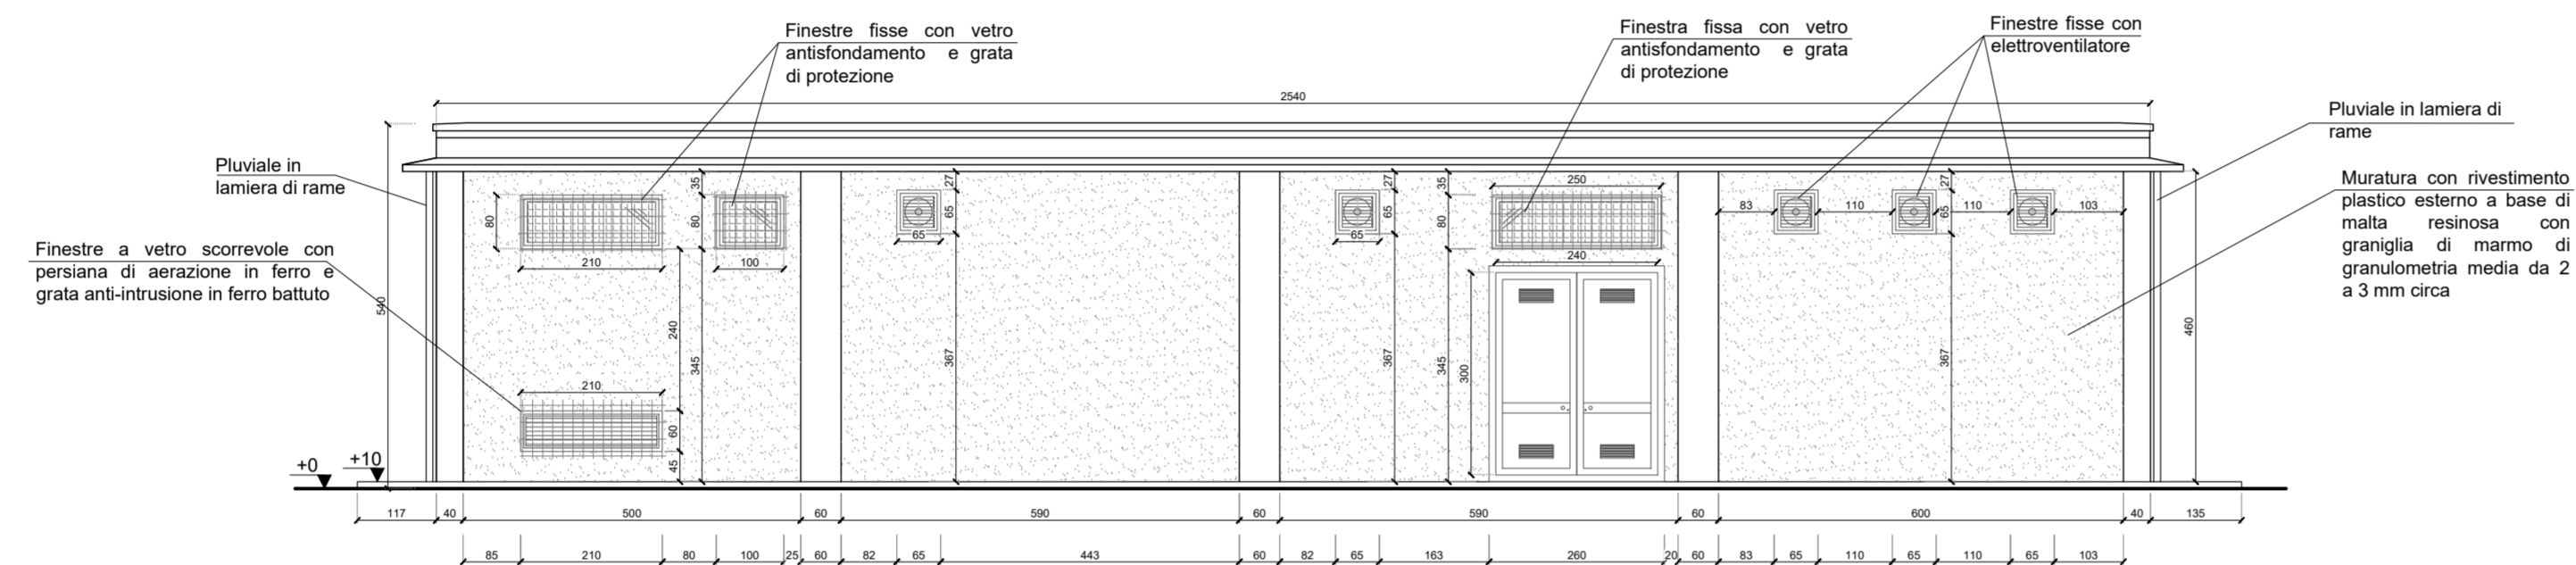 Finestre fisse con vetro
antisfondamento e grata
di protezione
Finestra fissa con vetro
antisfondamento e grata
di protezione
Finestre fisse con
elettroventilatore
2540
Pluviale in lamiera di
rame
Pluviale in
lamiera di rame
Muratura con rivestimento
plastico esterno a base di
malta resinosa con
graniglia di marmo di
granulometria media da 2
a 3 mm circa
Finestre a vetro scorrevole con
persiana di aerazione in ferro e
grata anti-intrusione in ferro battuto
540
80
210
35
80
100
240
345
210
60
45
27
65
65
367
27
65
65
367
35
80
345
250
240
300
83
110
110
103
27
65
367
460
+0
+10
117 40 500 60 590 60 590 60 600 40 135
85 210 80 100 25 60 82 65 443 60 82 65 163 260 20 60 83 65 110 65 110 65 103